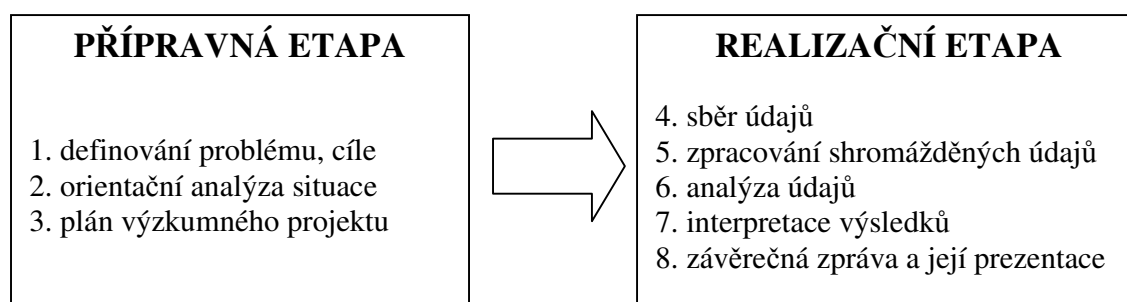 PŘÍPRAVNÁ ETAPA
1. definování problému, cíle
2. orientační analýza situace
3. plán výzkumného projektu
REALIZAČNÍ ETAPA
4. sběr údajů
5. zpracování shromážděných údajů
6. analýza údajů
7. interpretace výsledků
8. závěrečná zpráva a její prezentace